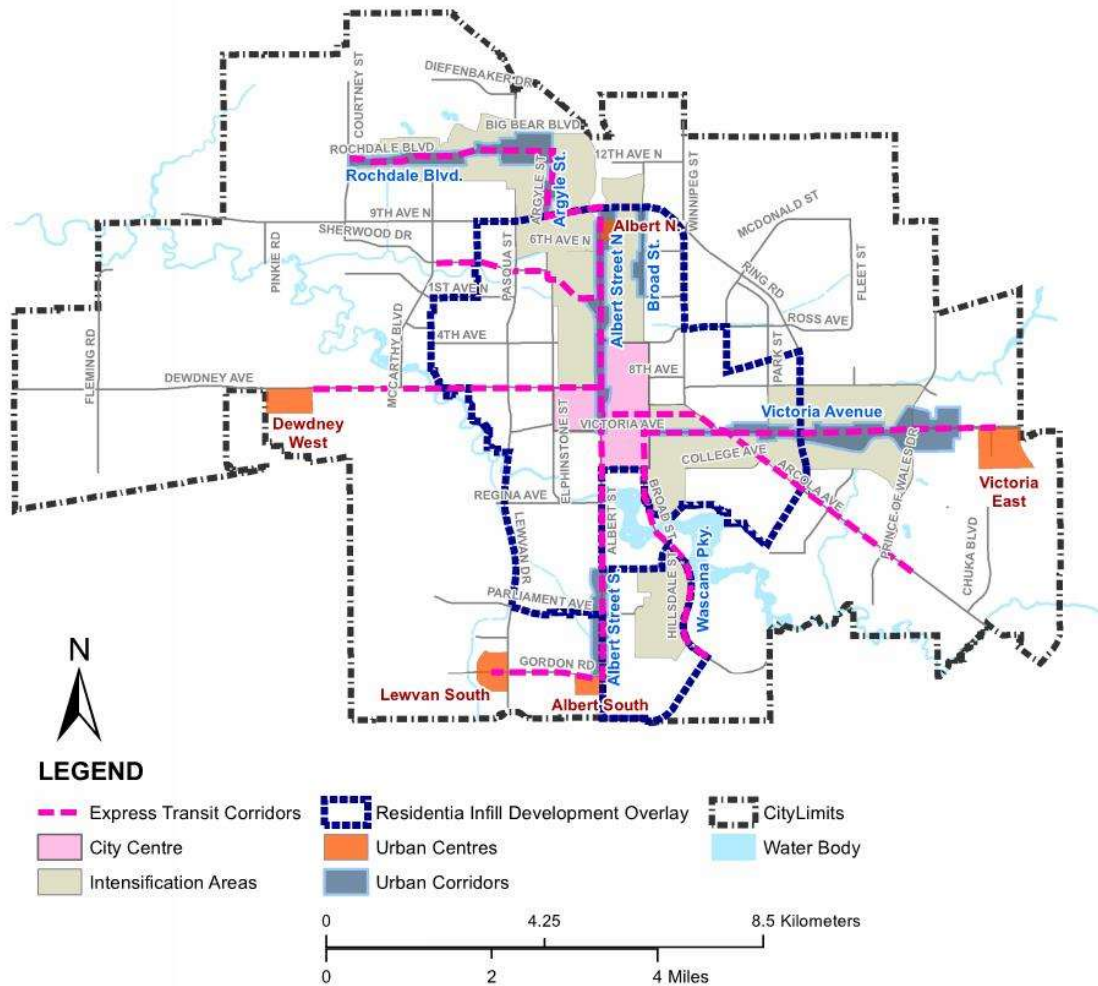 DIEFENBAKER DR
COURTNEY ST
BIG BEAR BLVD
ROCHDALE BLVD
12TH AVE N
WINNIPEG ST
Rochdale Blvd.
ARGYLE ST
Argyle St.
MCDONALD ST
9TH AVE N
Albert N.
SHERWOOD DR
6TH AVE N
PINKIE RD
PASQUA ST
Albert Street N.
Broad St.
RING RD
FLEET ST
1ST AVE N
ROSS AVE
FLEMING RD
MCCARTHY BLVD
4TH AVE
PARK ST
DEWDNEY AVE
8TH AVE
Dewdney
West
ELPHINSTONE ST
VICTORIA AVE
Victoria Avenue
COLLEGE AVE
ARCOLA AVE
PRINCE OF WALES DR
Victoria
East
REGINA AVE
LEWVAN DR
ALBERT ST
BROAD ST
HILLSDALE ST
Wascana Pky.
CHUKA BLVD
PARLIAMENT AVE
Albert Street S.
GORDON RD
Lewvan South
Albert South
N
LEGEND
Express Transit Corridors
Residentia Infill Development Overlay
CityLimits
City Centre
Urban Centres
Water Body
Intensification Areas
Urban Corridors
0 4.25 8.5 Kilometers
0 2 4 Miles